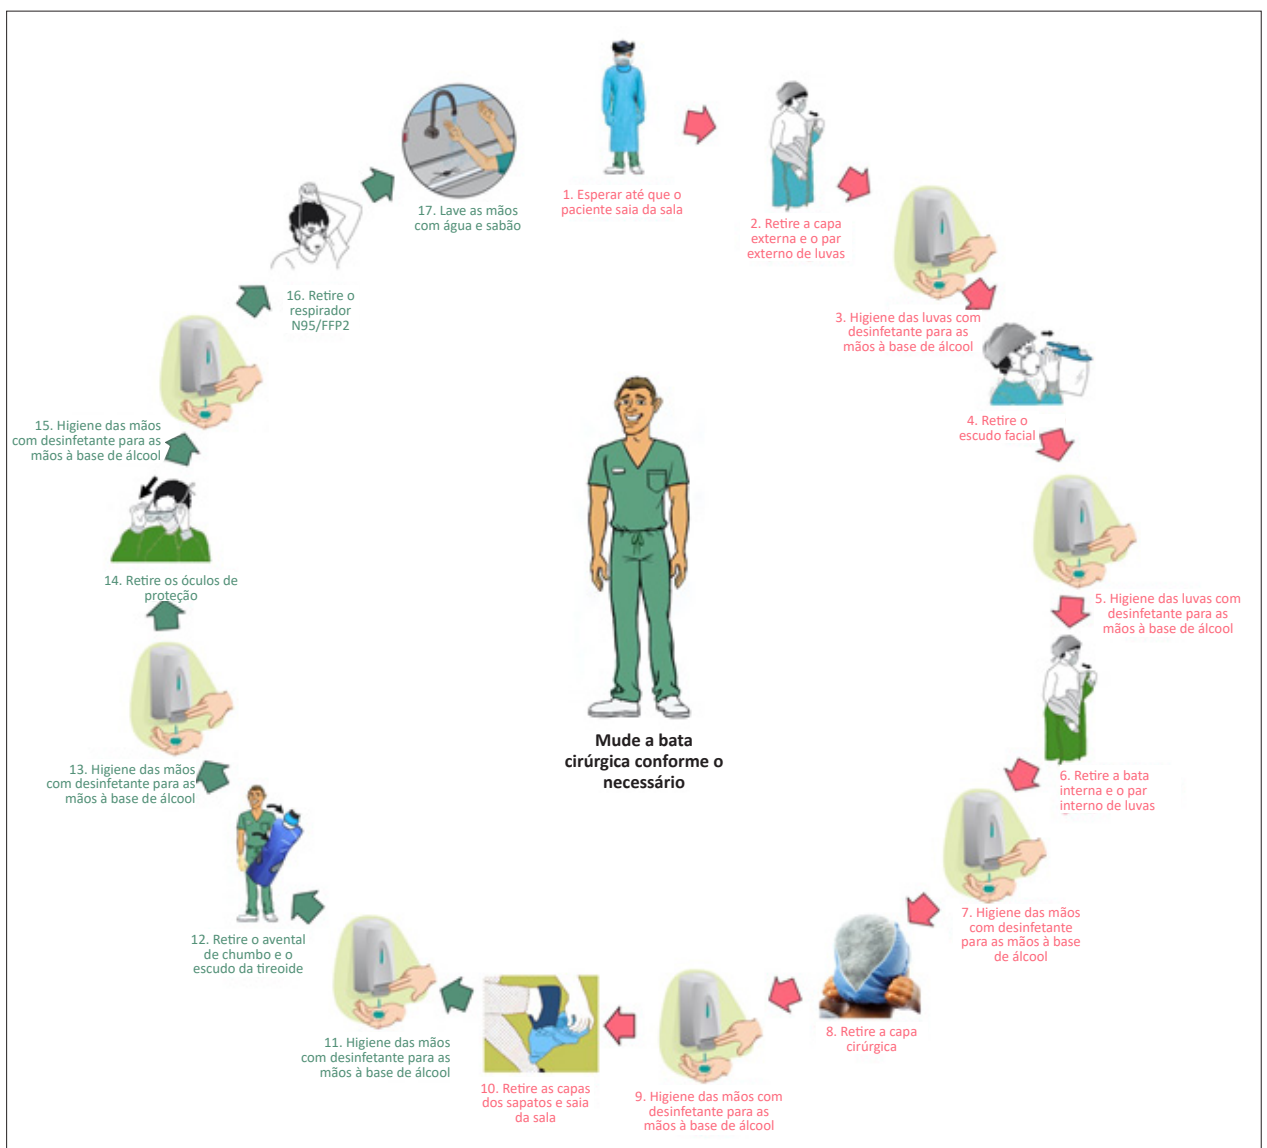 1. Esperar até que o
paciente saia da sala
2. Retire a capa
externa e o par
externo de luvas
3. Higiene das luvas com
desinfetante para as
mãos à base de álcool
4. Retire o
escudo facial
5. Higiene das luvas com
desinfetante para as
mãos à base de álcool
6. Retire a bata
interna e o par
interno de luvas
7. Higiene das mãos
com desinfetante
para as mãos à base
de álcool
8. Retire a capa
cirúrgica
9. Higiene das mãos com
desinfetante para as
mãos à base de álcool
10. Retire as capas
dos sapatos e saia
da sala
11. Higiene das mãos
com desinfetante para as
mãos à base de álcool
12. Retire o avental
de chumbo e o
escudo da tireoide
13. Higiene das mãos
com desinfetante para as
mãos à base de álcool
14. Retire os óculos de
proteção
15. Higiene das mãos
com desinfetante para as
mãos à base de álcool
16. Retire o
respirador
N95/FFP2
17. Lave as mãos
com água e sabão
Mude a bata
cirúrgica conforme o
necessário